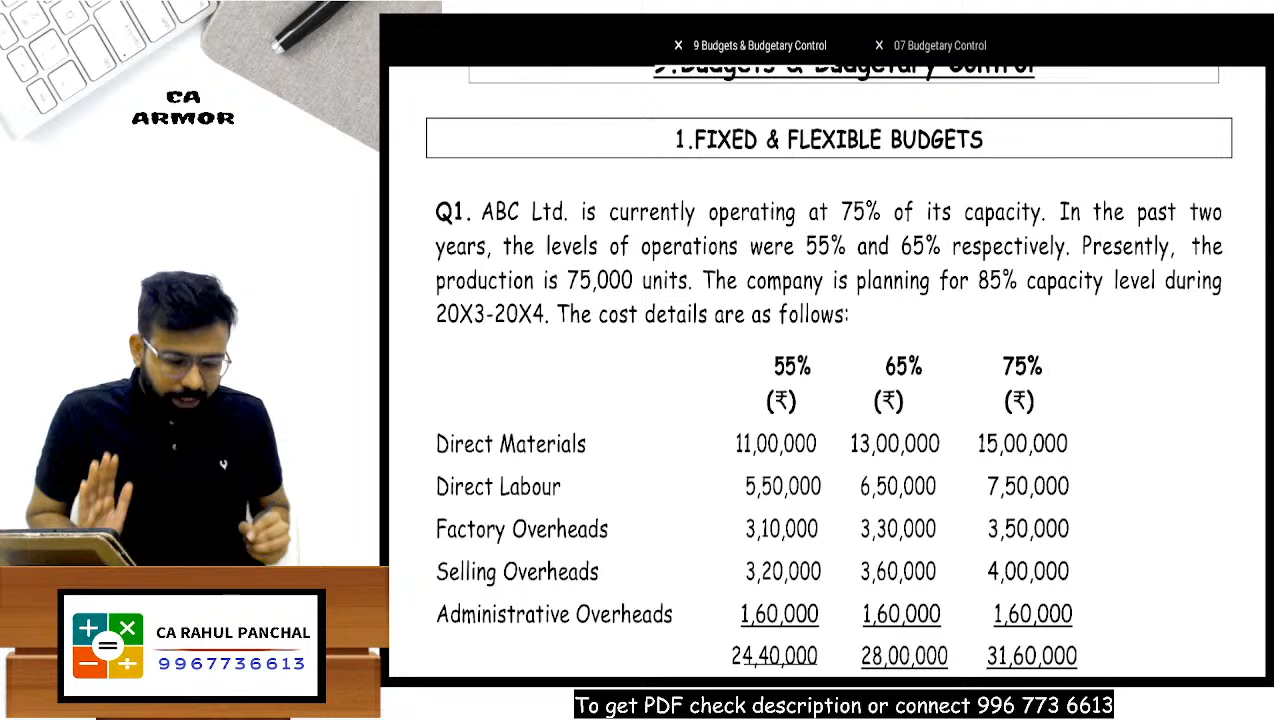 CA
ARMOR
× 9 Budgets & Budgetary Control × 07 Budgetary Control
9.Budgets & Budgetary Control
1.FIXED & FLEXIBLE BUDGETS
Q1. ABC Ltd. is currently operating at 75% of its capacity. In the past two
years, the levels of operations were 55% and 65% respectively. Presently, the
production is 75,000 units. The company is planning for 85% capacity level during
20X3-20X4. The cost details are as follows:
55% 65% 75%
(₹) (₹) (₹)
Direct Materials 11,00,000 13,00,000 15,00,000
Direct Labour 5,50,000 6,50,000 7,50,000
Factory Overheads 3,10,000 3,30,000 3,50,000
Selling Overheads 3,20,000 3,60,000 4,00,000
Administrative Overheads 1,60,000 1,60,000 1,60,000
24,40,000 28,00,000 31,60,000
CA RAHUL PANCHAL
9967736613
To get PDF check description or connect 996 773 6613